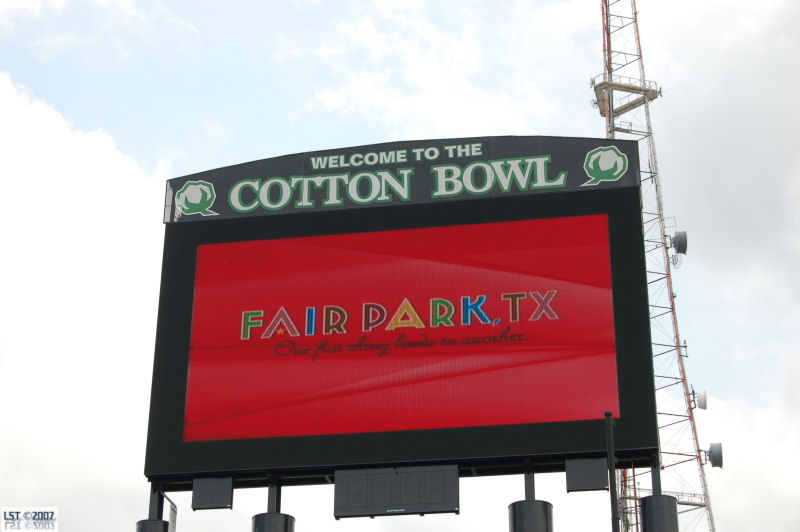 WELCOME TO THE
COTTON BOWL
FAIR PARK, TX
One fun thing leads to another.
LST ©2007